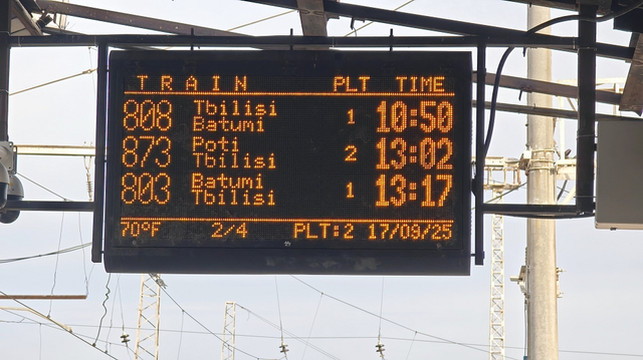 TRAIN PLT TIME
808 Tbilisi Batumi 1 10:50
873 Poti Tbilisi 2 13:02
803 Batumi Tbilisi 1 13:17
70°F 2/4 PLT:2 17/09/25